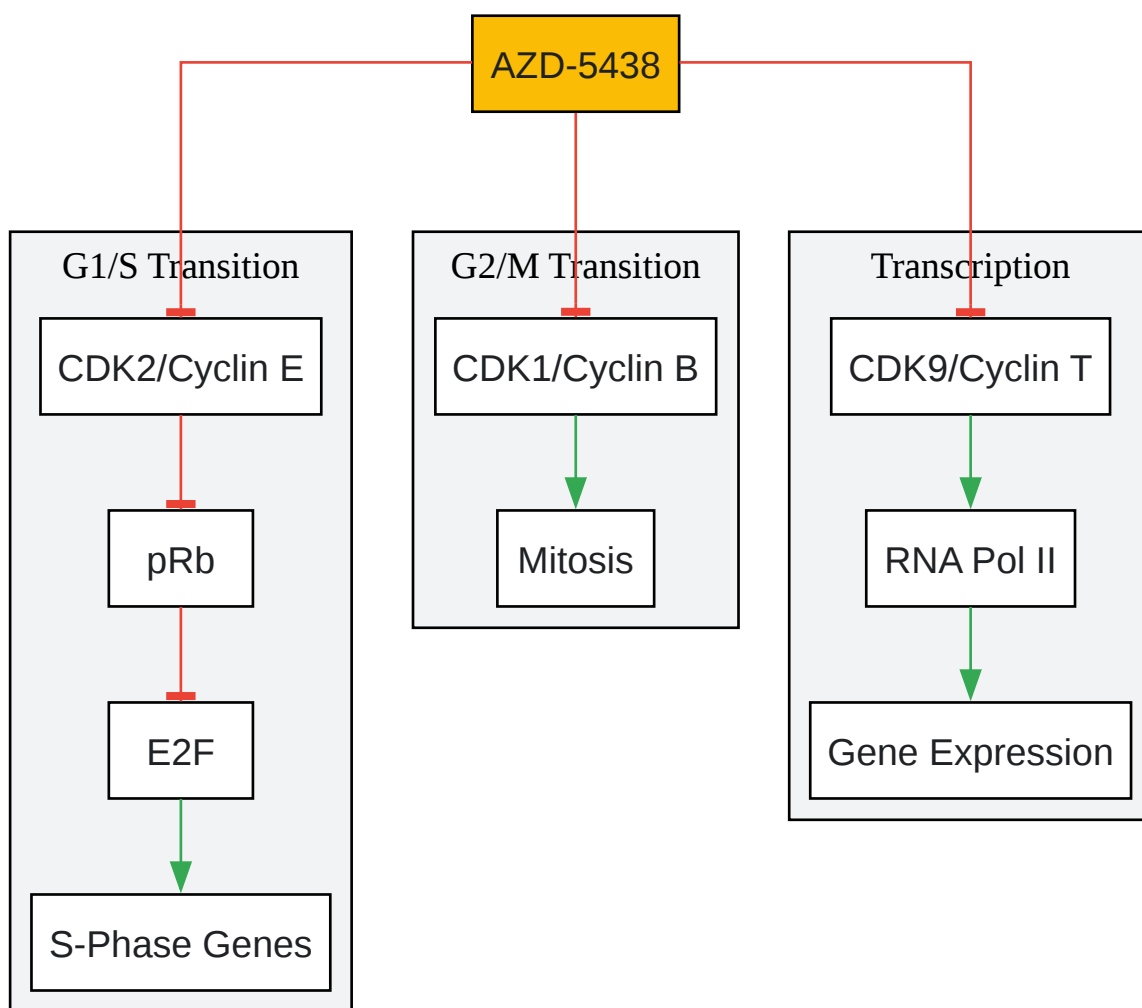 AZD-5438
G1/S Transition
CDK2/Cyclin E
pRb
E2F
S-Phase Genes
G2/M Transition
CDK1/Cyclin B
Mitosis
Transcription
CDK9/Cyclin T
RNA Pol II
Gene Expression